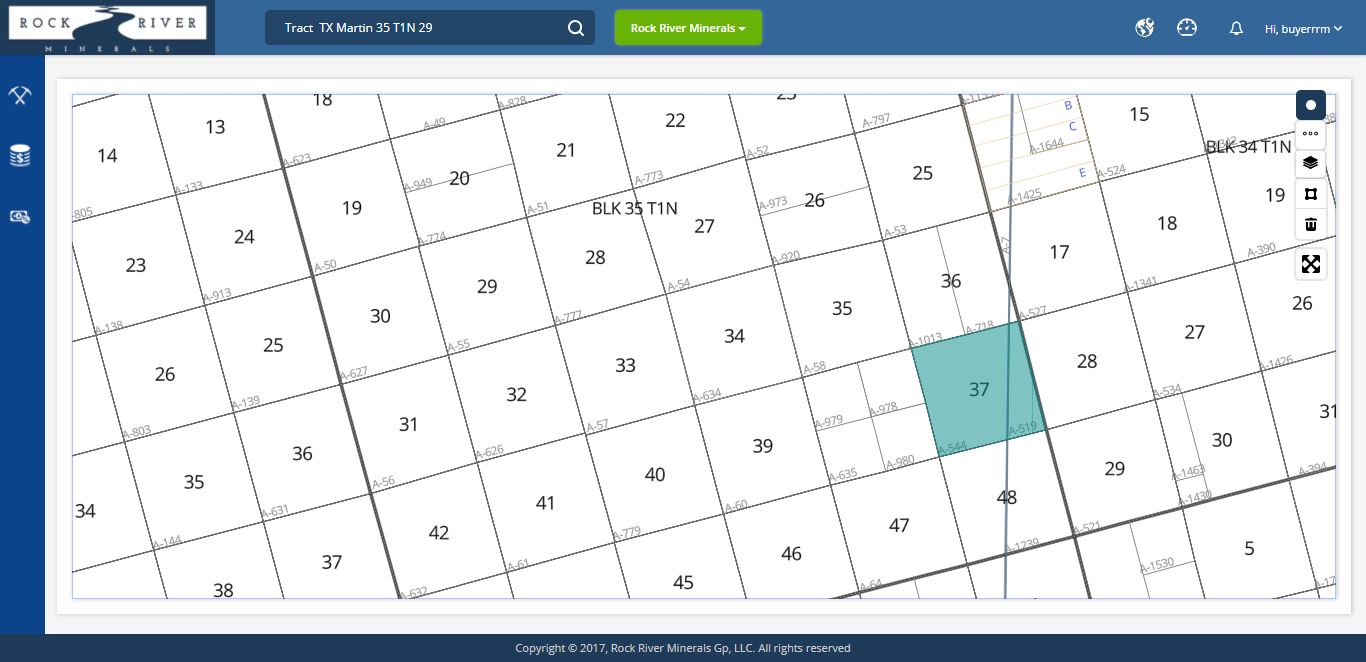 ROCK RIVER
MINERALS
Tract TX Martin 35 T1N 29
Rock River Minerals
Hi, buyerrrm
18
A-828
23
B
15
13
A-49
22
A-797
C
14
A-623
21
A-52
A-1644
BLK 34 T1N
A-133
A-949
20
A-773
25
E
A-524
A-805
19
A-51
BLK 35 T1N
A-973
26
A-1425
19
24
A-774
27
A-53
A-7
18
23
A-50
28
A-920
17
A-390
A-913
29
A-54
36
A-1341
26
A-138
30
A-777
35
A-718
A-527
27
25
A-55
34
A-1013
28
A-1426
26
A-627
33
A-58
37
A-534
A-139
32
A-634
A-978
31
A-803
31
A-57
A-979
A-519
30
36
A-626
39
A-544
35
A-56
40
A-635
A-980
29
A-1463
A-394
34
A-631
41
A-60
48
A-1430
A-144
42
A-779
47
A-521
37
A-61
46
A-1239
5
38
A-632
45
A-64
A-1530
Copyright © 2017, Rock River Minerals Gp, LLC. All rights reserved